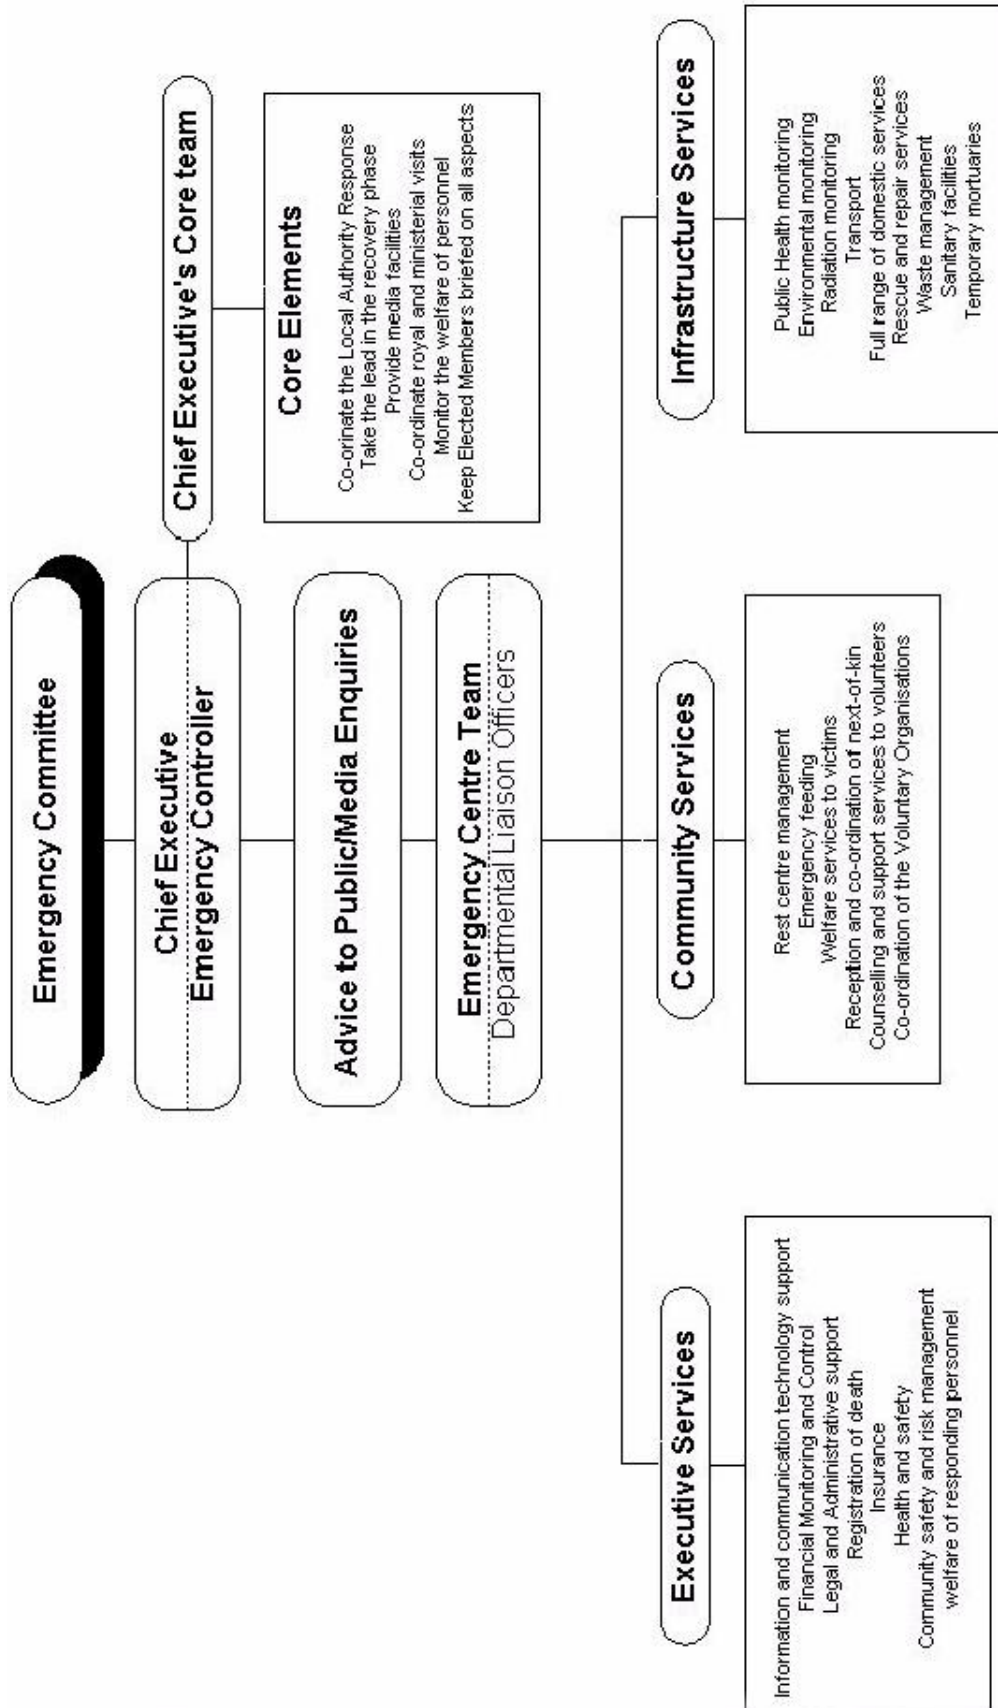 Emergency Committee
Chief Executive
Emergency Controller
Chief Executive's Core team
Core Elements
Co-orinate the Local Authority Response
Take the lead in the recovery phase
Provide media facilities
Co-ordinate royal and ministerial visits
Monitor the welfare of personnel
Keep Elected Members briefed on all aspects
Advice to Public/Media Enquiries
Emergency Centre Team
Departmental Liaison Officers
Executive Services
Information and communication technology support
Financial Monitoring and Control
Legal and Administrative support
Registration of death
Insurance
Health and safety
Community safety and risk management
welfare of responding personnel
Community Services
Rest centre management
Emergency feeding
Welfare services to victims
Reception and co-ordination of next-of-kin
Counselling and support services to volunteers
Co-ordination of the Voluntary Organisations
Infrastructure Services
Public Health monitoring
Environmental monitoring
Radiation monitoring
Transport
Full range of domestic services
Rescue and repair services
Waste management
Sanitary facilities
Temporary mortuaries